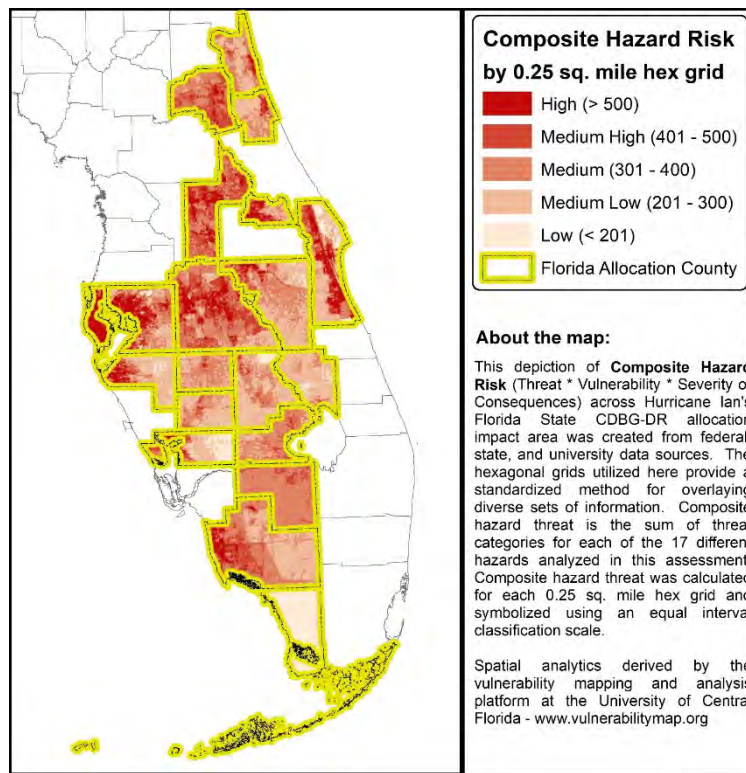 Composite Hazard Risk
by 0.25 sq. mile hex grid
High (> 500)
Medium High (401 - 500)
Medium (301 - 400)
Medium Low (201 - 300)
Low (< 201)
Florida Allocation County
About the map:
This depiction of Composite Hazard
Risk (Threat * Vulnerability * Severity o
Consequences) across Hurricane Ian's
Florida State CDBG-DR allocation
impact area was created from federal
state, and university data sources. The
hexagonal grids utilized here provide a
standardized method for overlaying
diverse sets of information. Composite
hazard threat is the sum of threa
categories for each of the 17 differen
hazards analyzed in this assessment
Composite hazard threat was calculated
for each 0.25 sq. mile hex grid and
symbolized using an equal interva
classification scale.
Spatial analytics derived by the
vulnerability mapping and analysis
platform at the University of Centra
Florida - www.vulnerabilitymap.org